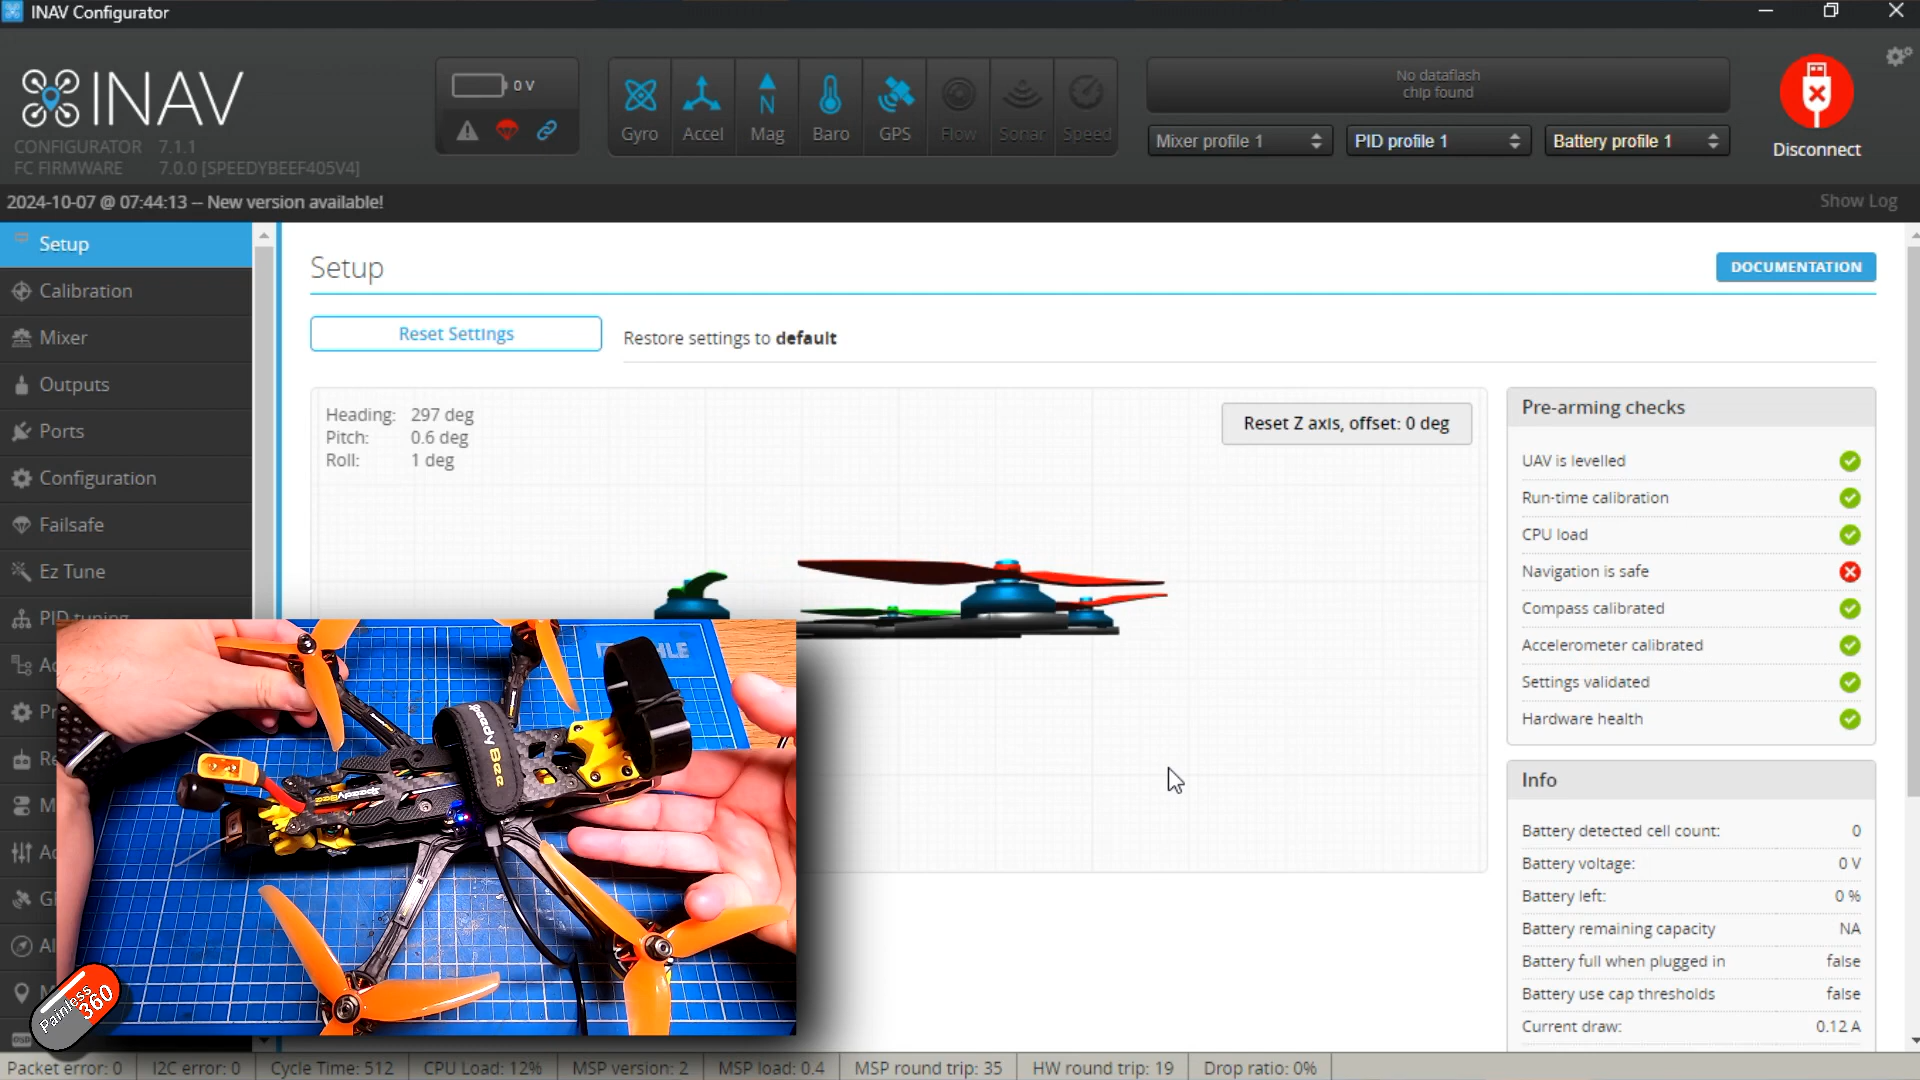 INAV Configurator
INAV
CONFIGURATOR 7.1.1
FC FIRMWARE 7.0.0 [SPEEDYBEEF405V4]
0 V
Gyro
Accel
Mag
Baro
GPS
Flow
Sonar
Speed
No dataflash
chip found
Mixer profile 1
PID profile 1
Battery profile 1
Disconnect
2024-10-07 @ 07:44:13 -- New version available!
Show Log
Setup
Calibration
Mixer
Outputs
Ports
Configuration
Failsafe
Ez Tune
PID tuning
Setup
DOCUMENTATION
Reset Settings
Restore settings to default
Heading: 297 deg
Pitch: 0.6 deg
Roll: 1 deg
Reset Z axis, offset: 0 deg
Pre-arming checks
UAV is levelled
Run-time calibration
CPU load
Navigation is safe
Compass calibrated
Accelerometer calibrated
Settings validated
Hardware health
Info
Battery detected cell count: 0
Battery voltage: 0 V
Battery left: 0 %
Battery remaining capacity NA
Battery full when plugged in false
Battery use cap thresholds false
Current draw: 0.12 A
SpeedyBee
SpeedyBee
Painless
360
Packet error: 0
I2C error: 0
Cycle Time: 512
CPU Load: 12%
MSP version: 2
MSP load: 0.4
MSP round trip: 35
HW round trip: 19
Drop ratio: 0%